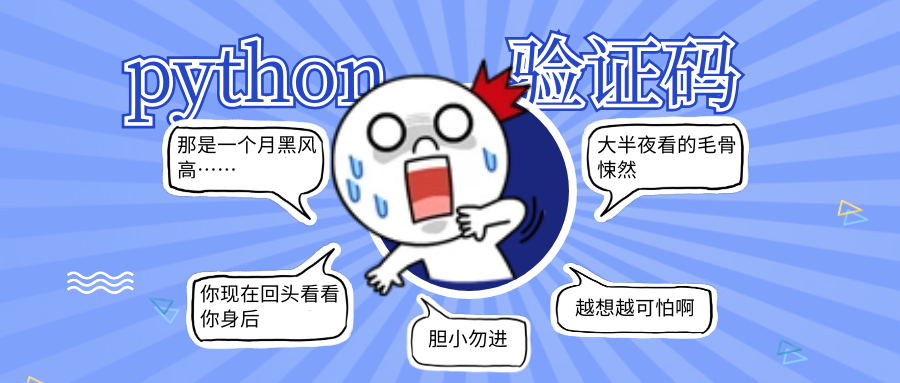 python 验证码
那是一个月黑风
高……
大半夜看的毛骨
悚然
你现在回头看看
你身后
胆小勿进
越想越可怕啊